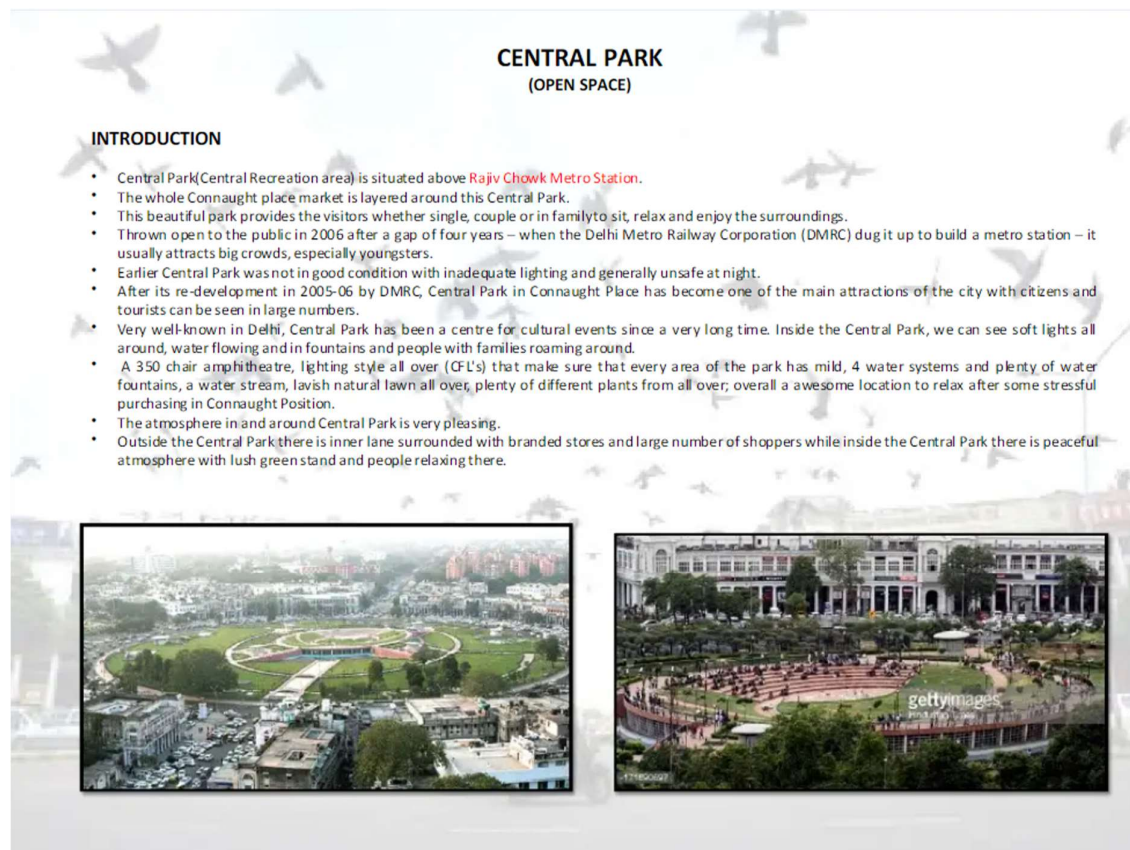 CENTRAL PARK
(OPEN SPACE)
INTRODUCTION
• Central Park(Central Recreation area) is situated above Rajiv Chowk Metro Station.
• The whole Connaught place market is layered around this Central Park.
• This beautiful park provides the visitors whether single, couple or in familyto sit, relax and enjoy the surroundings.
• Thrown open to the public in 2006 after a gap of four years – when the Delhi Metro Railway Corporation (DMRC) dug it up to build a metro station – it
usually attracts big crowds, especially youngsters.
• Earlier Central Park was not in good condition with inadequate lighting and generally unsafe at night.
• After its re-development in 2005-06 by DMRC, Central Park in Connaught Place has become one of the main attractions of the city with citizens and
tourists can be seen in large numbers.
• Very well-known in Delhi, Central Park has been a centre for cultural events since a very long time. Inside the Central Park, we can see soft lights all
around, water flowing and in fountains and people with families roaming around.
• A 350 chair amphitheatre, lighting style all over (CFL's) that make sure that every area of the park has mild, 4 water systems and plenty of water
fountains, a water stream, lavish natural lawn all over, plenty of different plants from all over; overall a awesome location to relax after some stressful
purchasing in Connaught Position.
• The atmosphere in and around Central Park is very pleasing.
• Outside the Central Park there is inner lane surrounded with branded stores and large number of shoppers while inside the Central Park there is peaceful
atmosphere with lush green stand and people relaxing there.
gettyimages